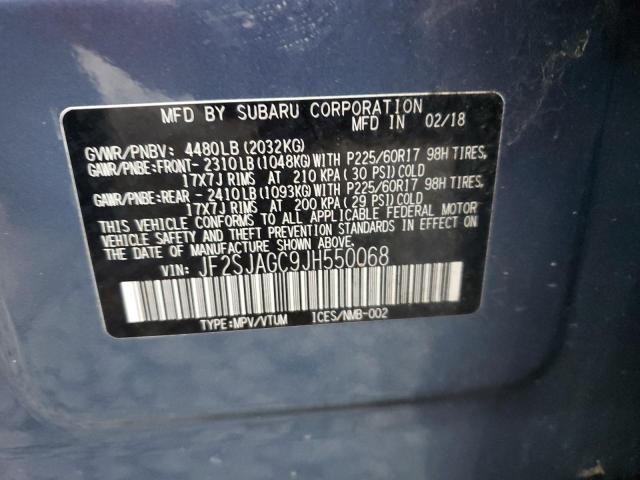 MFD BY SUBARU CORPORATION
MFD IN 02/18
GVWR/PNBV: 4480LB (2032KG)
GAWR/PNBE:FRONT- 2310LB(1048KG)WITH P225/60R17 98H TIRES,
17X7J RIMS AT 210 KPA( 30 PSI)COLD
GAWR/PNBE:REAR - 2410LB(1093KG)WITH P225/60R17 98H TIRES,
17X7J RIMS AT 200 KPA( 29 PSI)COLD
THIS VEHICLE CONFORMS TO ALL APPLICABLE FEDERAL MOTOR
VEHICLE SAFETY AND THEFT PREVENTION STANDARDS IN EFFECT ON
THE DATE OF MANUFACTURE SHOWN ABOVE.
VIN: JF2SJAGC9JH550068
TYPE:MPV/VTUM ICES/NMB-002